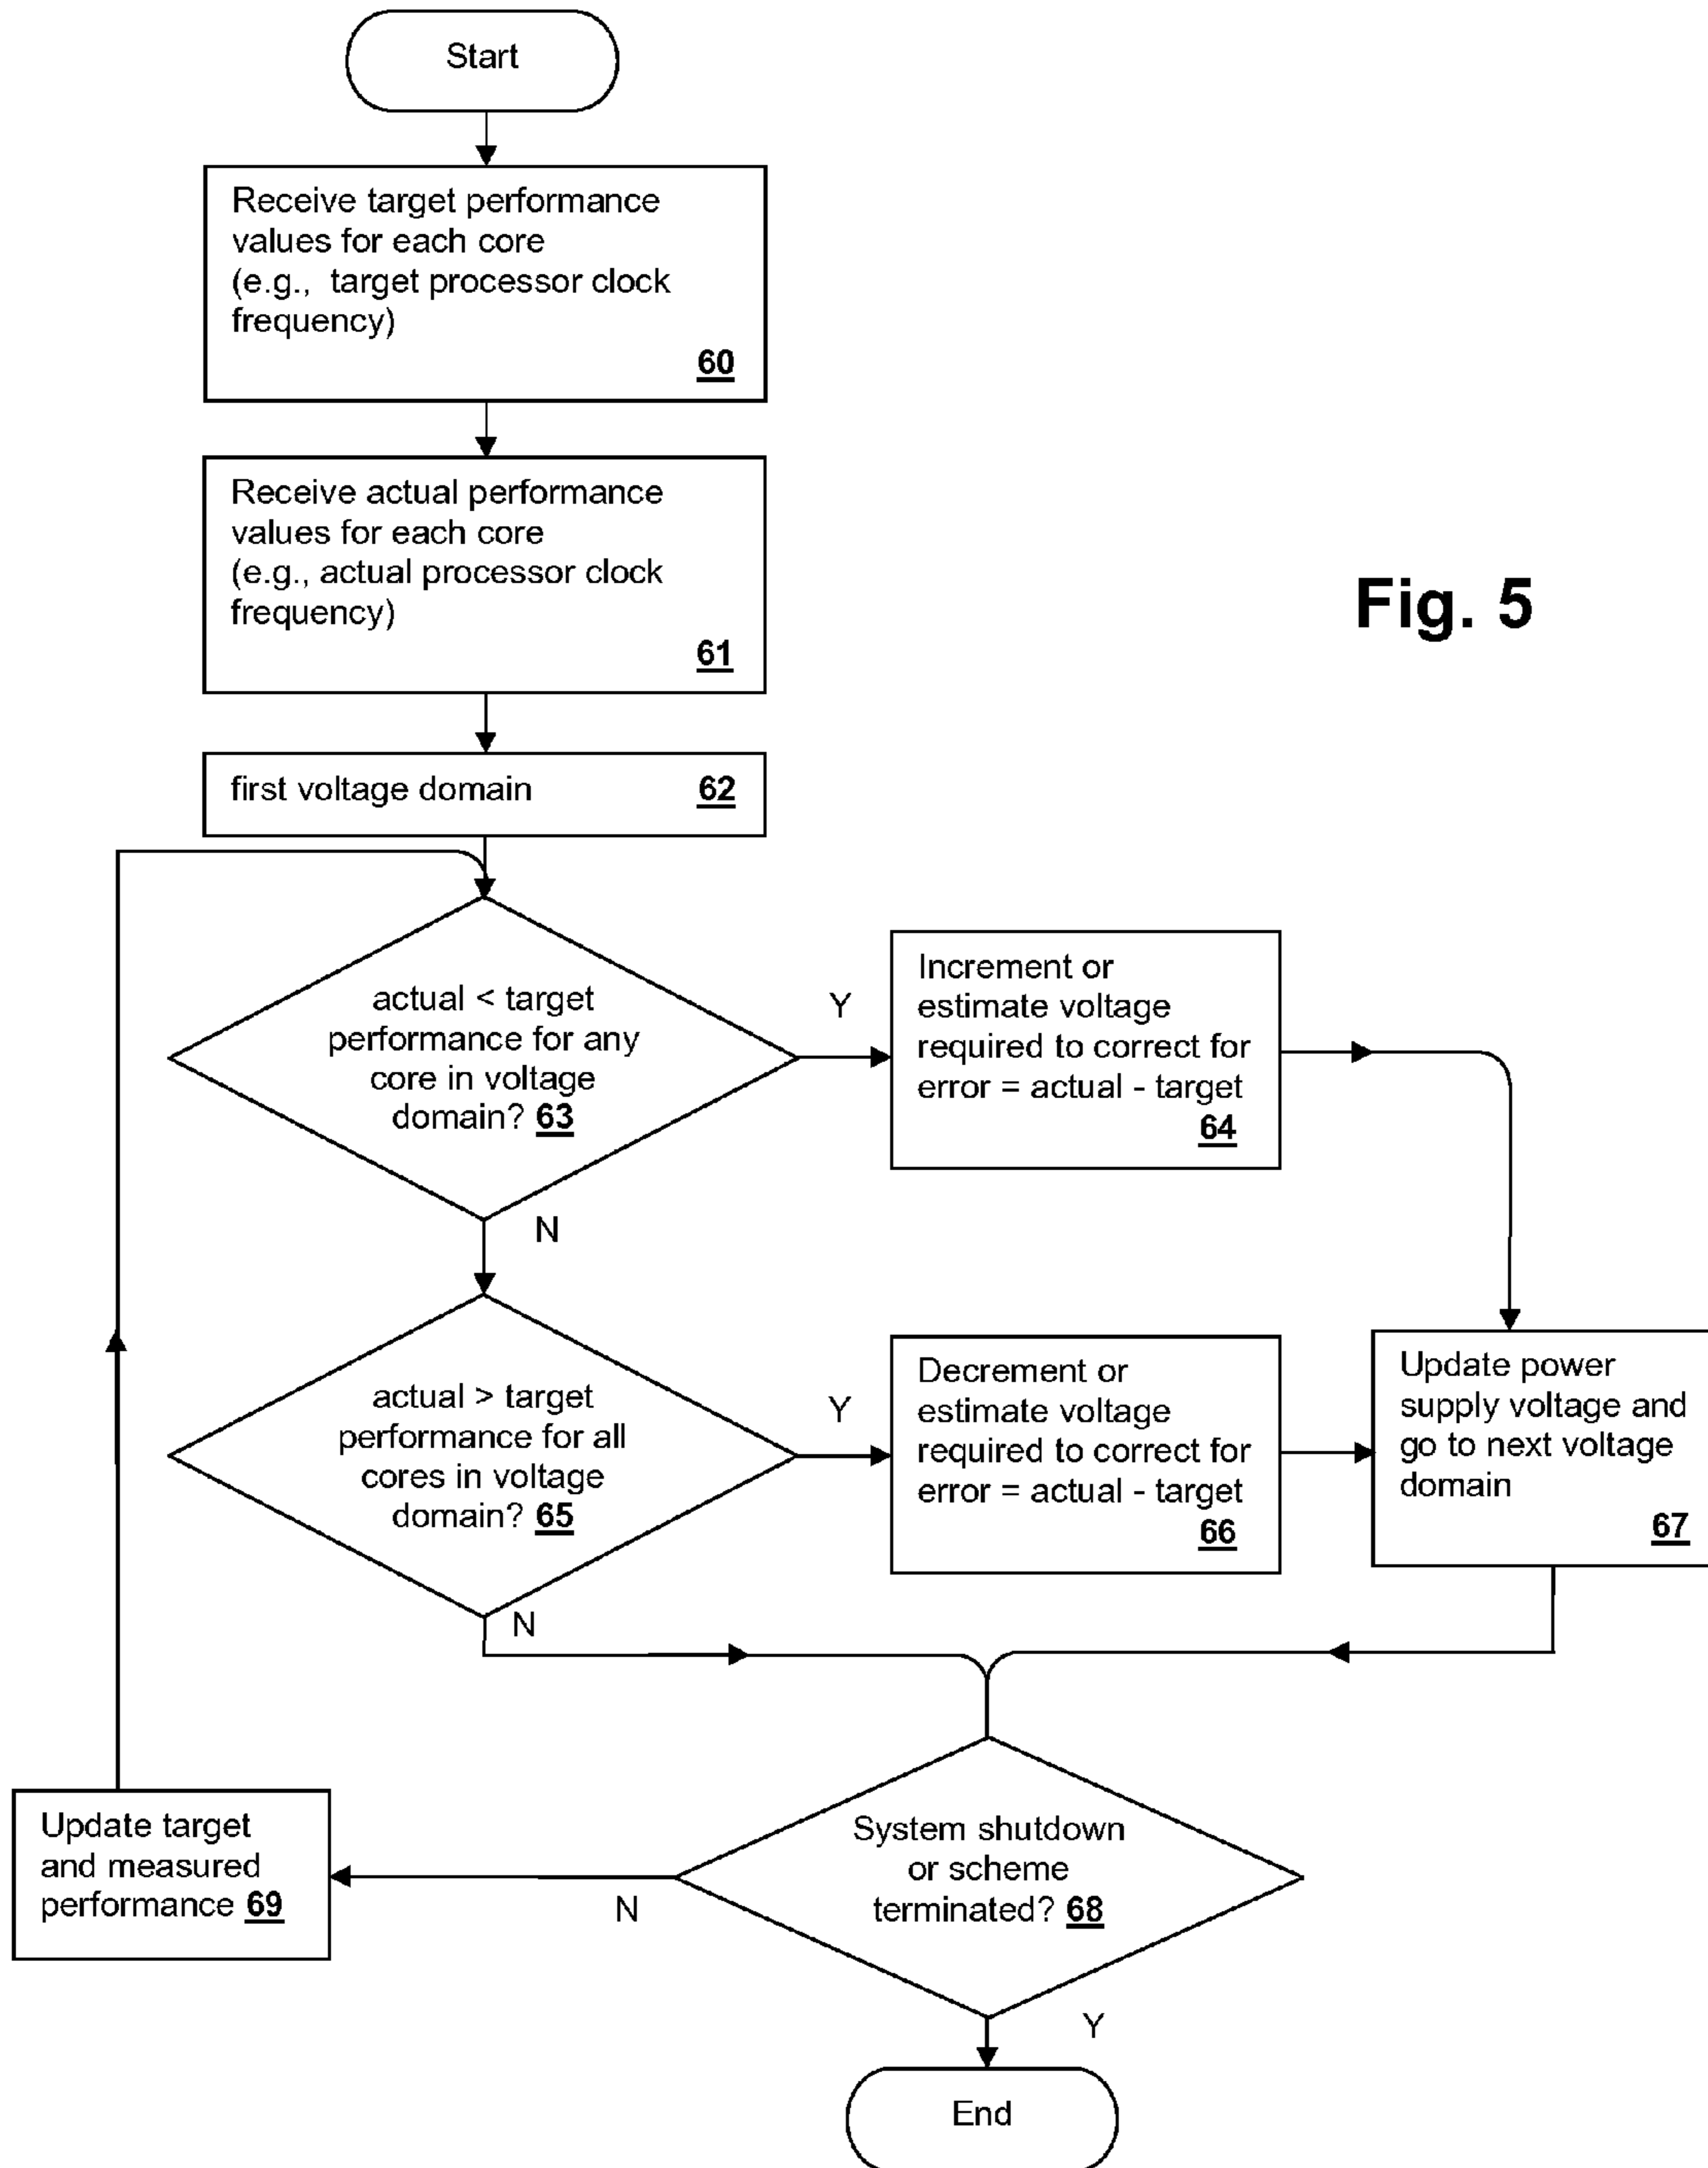 Start
Receive target performance
values for each core
(e.g., target processor clock
frequency)
60
Receive actual performance
values for each core
(e.g., actual processor clock
frequency)
61
Fig. 5
first voltage domain 62
actual < target
performance for any
core in voltage
domain? 63
Y
N
Increment or
estimate voltage
required to correct for
error = actual - target
64
actual > target
performance for all
cores in voltage
domain? 65
Y
N
Decrement or
estimate voltage
required to correct for
error = actual - target
66
Update power
supply voltage and
go to next voltage
domain
67
System shutdown
or scheme
terminated? 68
N
Y
Update target
and measured
performance 69
End